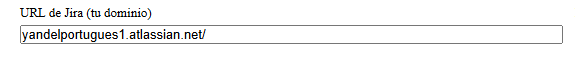 URL de Jira (tu dominio)
yandelportugues1.atlassian.net/